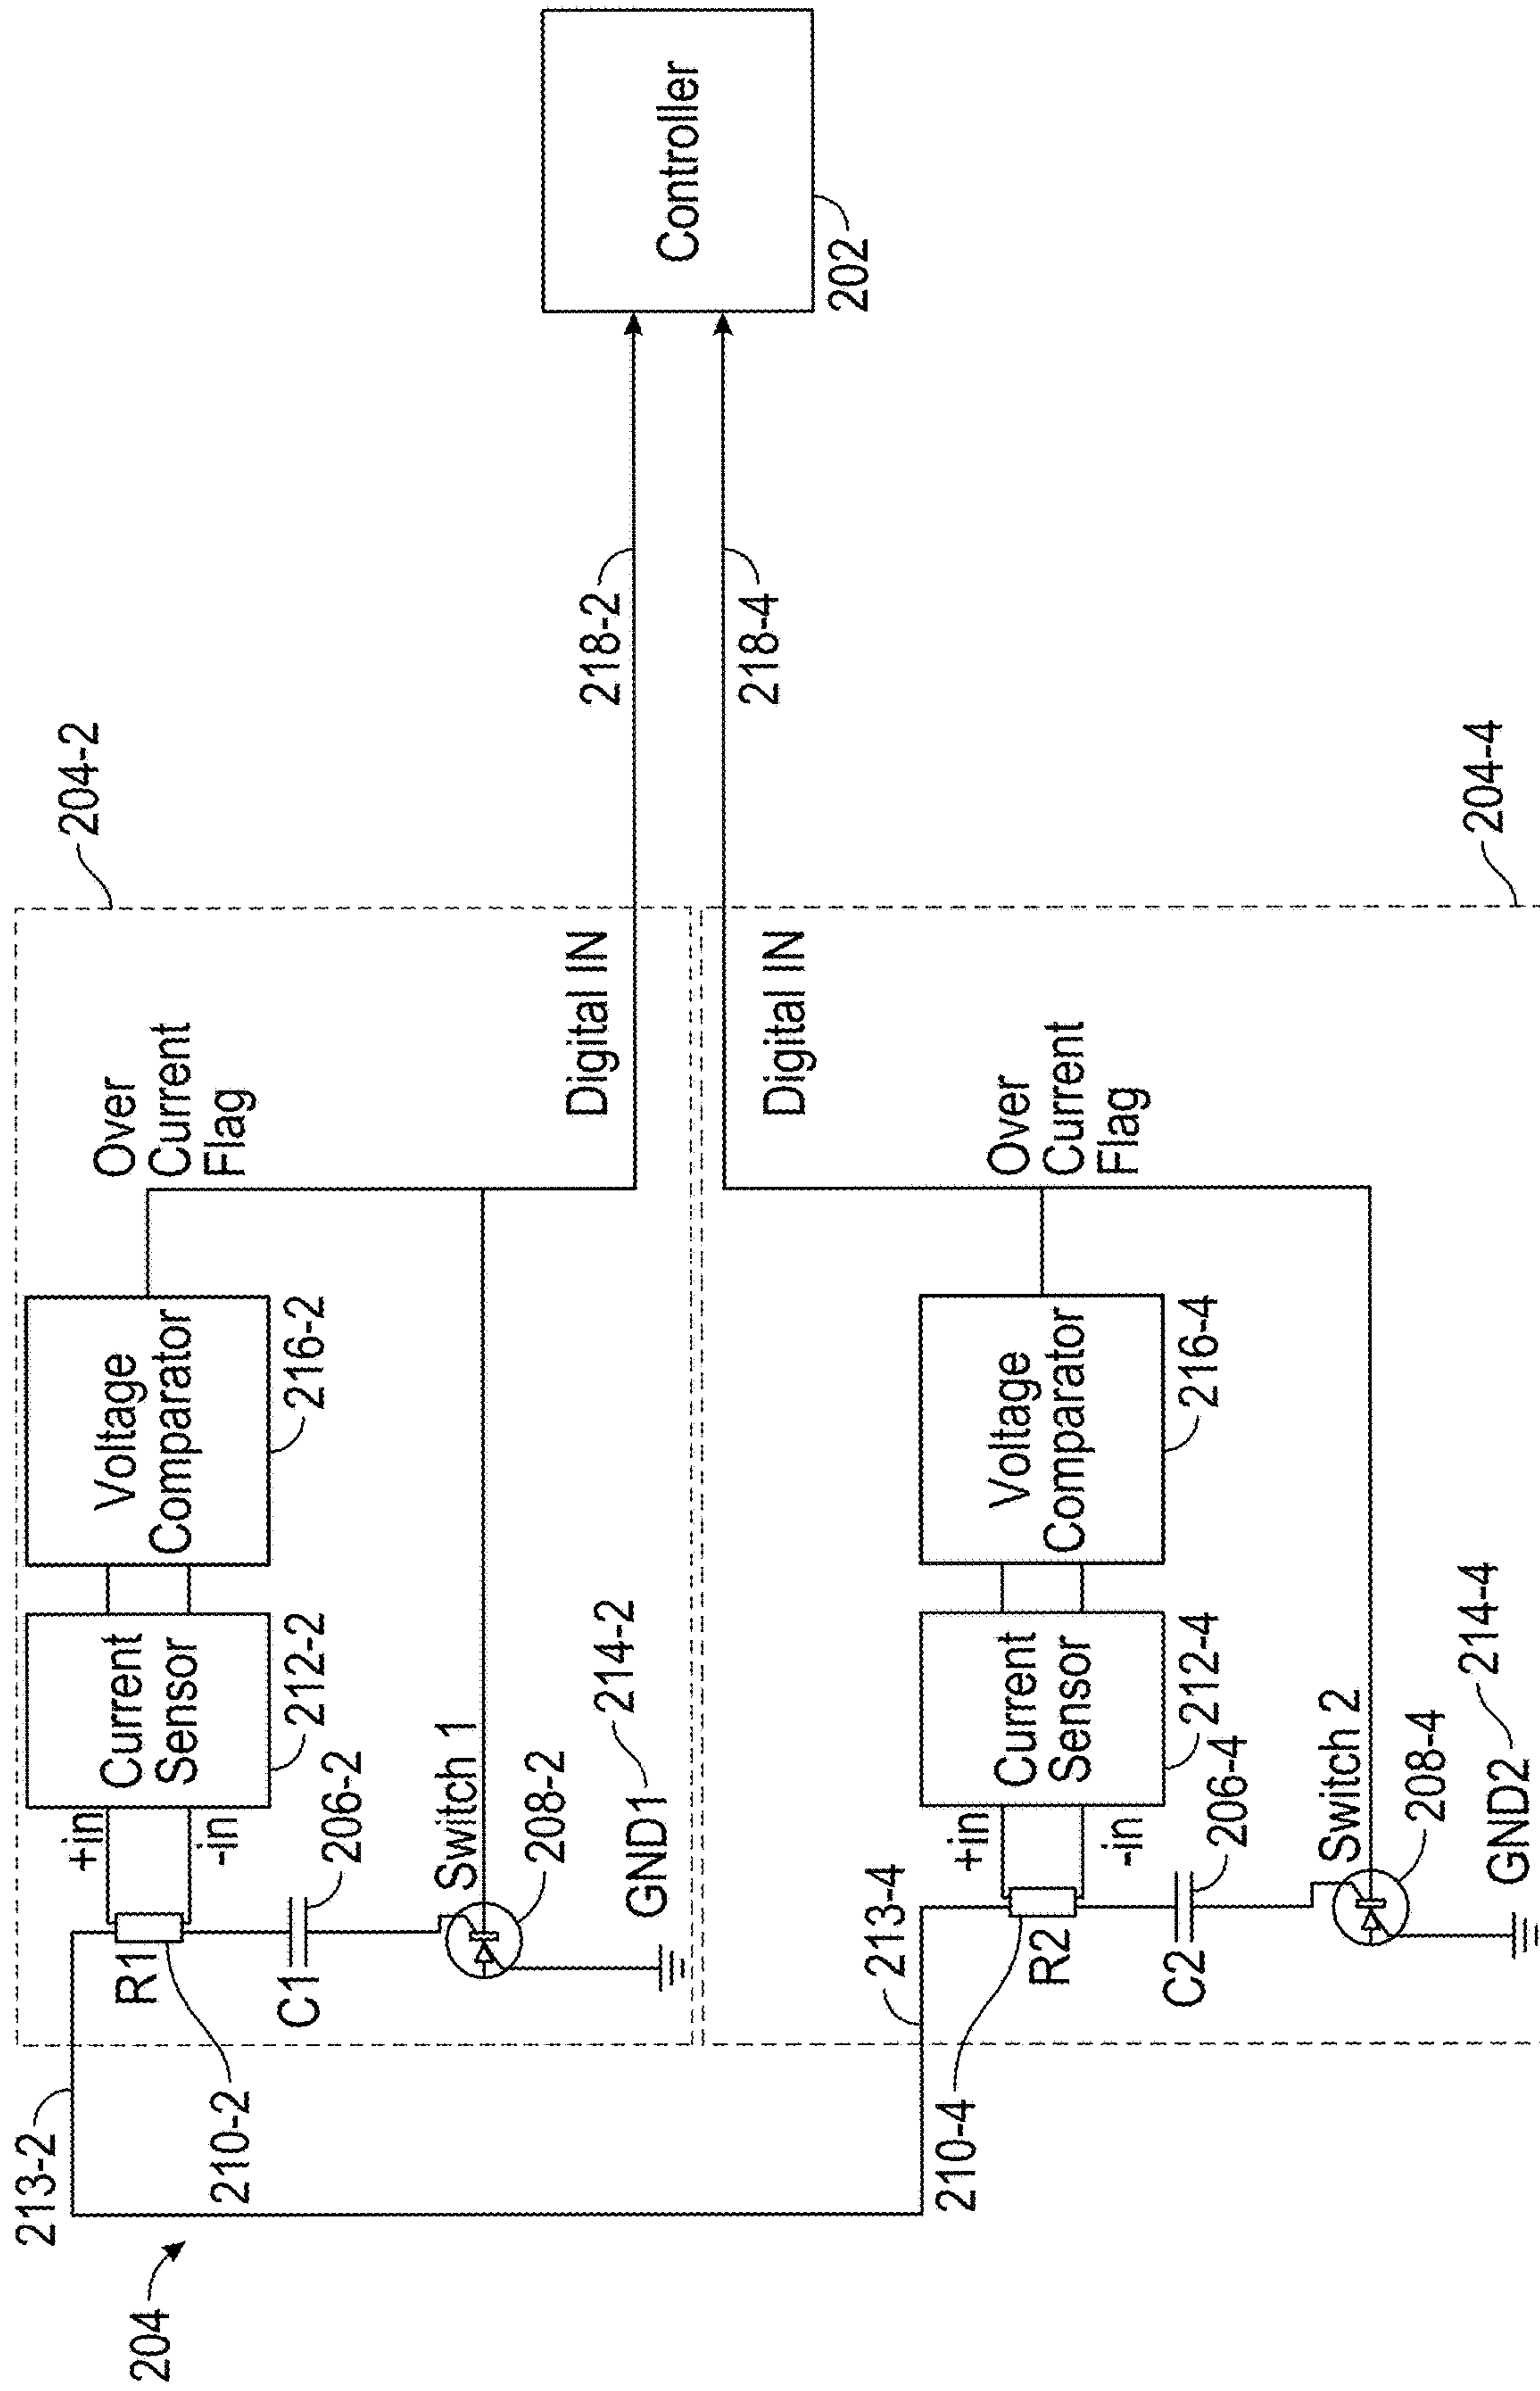 204
213-2
210-2
R1
+in
-in
C1
206-2
Current
Sensor
212-2
Voltage
Comparator
216-2
Over
Current
Flag
204-2
Switch 1
208-2
GND1
214-2
Digital IN
218-2
Controller
202
218-4
Digital IN
213-4
210-4
R2
+in
-in
C2
206-4
Current
Sensor
212-4
Voltage
Comparator
216-4
Over
Current
Flag
Switch 2
208-4
GND2
214-4
204-4